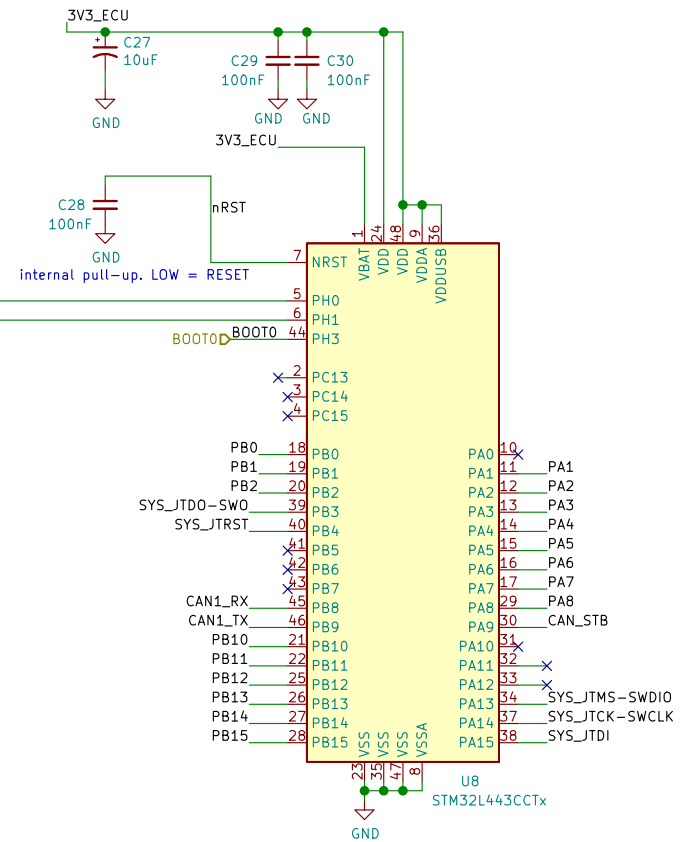 3V3_ECU
+
C27
10uF
GND
C29
100nF
GND
C30
100nF
GND
3V3_ECU
C28
100nF
GND
nRST
internal pull-up. LOW = RESET
1 24 48 9 36
VBAT VDD VDD VDDA VDDUSB
7 NRST
5 PH0
6 PH1
BOOT0 BOOT0 44 PH3
2 PC13
3 PC14
4 PC15
PB0 18 PB0 PA0 10
PB1 19 PB1 PA1 11 PA1
PB2 20 PB2 PA2 12 PA2
SYS_JTDO-SWO 39 PB3 PA3 13 PA3
SYS_JTRST 40 PB4 PA4 14 PA4
41 PB5 PA5 15 PA5
42 PB6 PA6 16 PA6
43 PB7 PA7 17 PA7
CAN1_RX 45 PB8 PA8 29 PA8
CAN1_TX 46 PB9 PA9 30 CAN_STB
PB10 21 PB10 PA10 31
PB11 22 PB11 PA11 32
PB12 25 PB12 PA12 33
PB13 26 PB13 PA13 34 SYS_JTMS-SWDIO
PB14 27 PB14 PA14 37 SYS_JTCK-SWCLK
PB15 28 PB15 PA15 38 SYS_JTDI
VSS VSS VSS VSSA
23 35 47 8
U8
STM32L443CCTx
GND